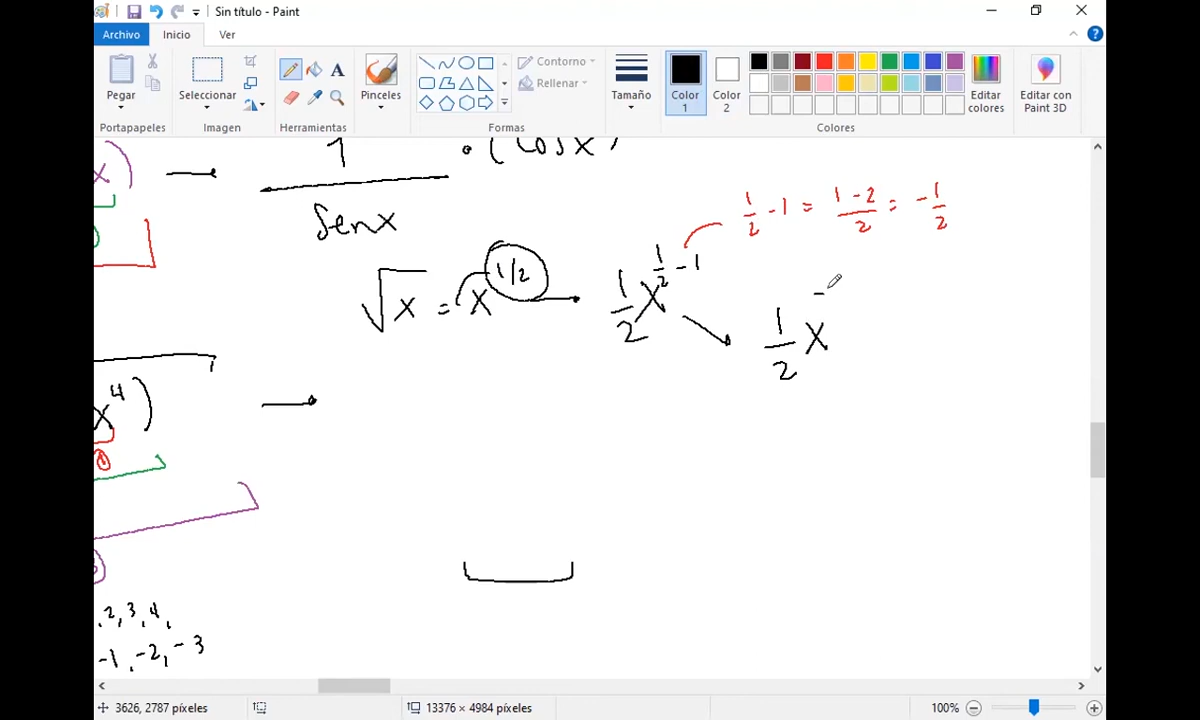 Sin título - Paint
Archivo Inicio Ver
Pegar
Seleccionar
Pinceles
Contorno
Rellenar
Tamaño
Color 1
Color 2
Editar colores
Editar con Paint 3D
Portapapeles Imagen Herramientas Formas Colores
x) → 1/Sen x · (Cos x)
1/2 - 1 = (1 - 2)/2 = -1/2
√x = x^1/2 → 1/2 x^(1/2 - 1)
1/2 x^-
x^4) →
, 2, 3, 4,
-1, -2, -3
3626, 2787 píxeles 13376 × 4984 píxeles 100%